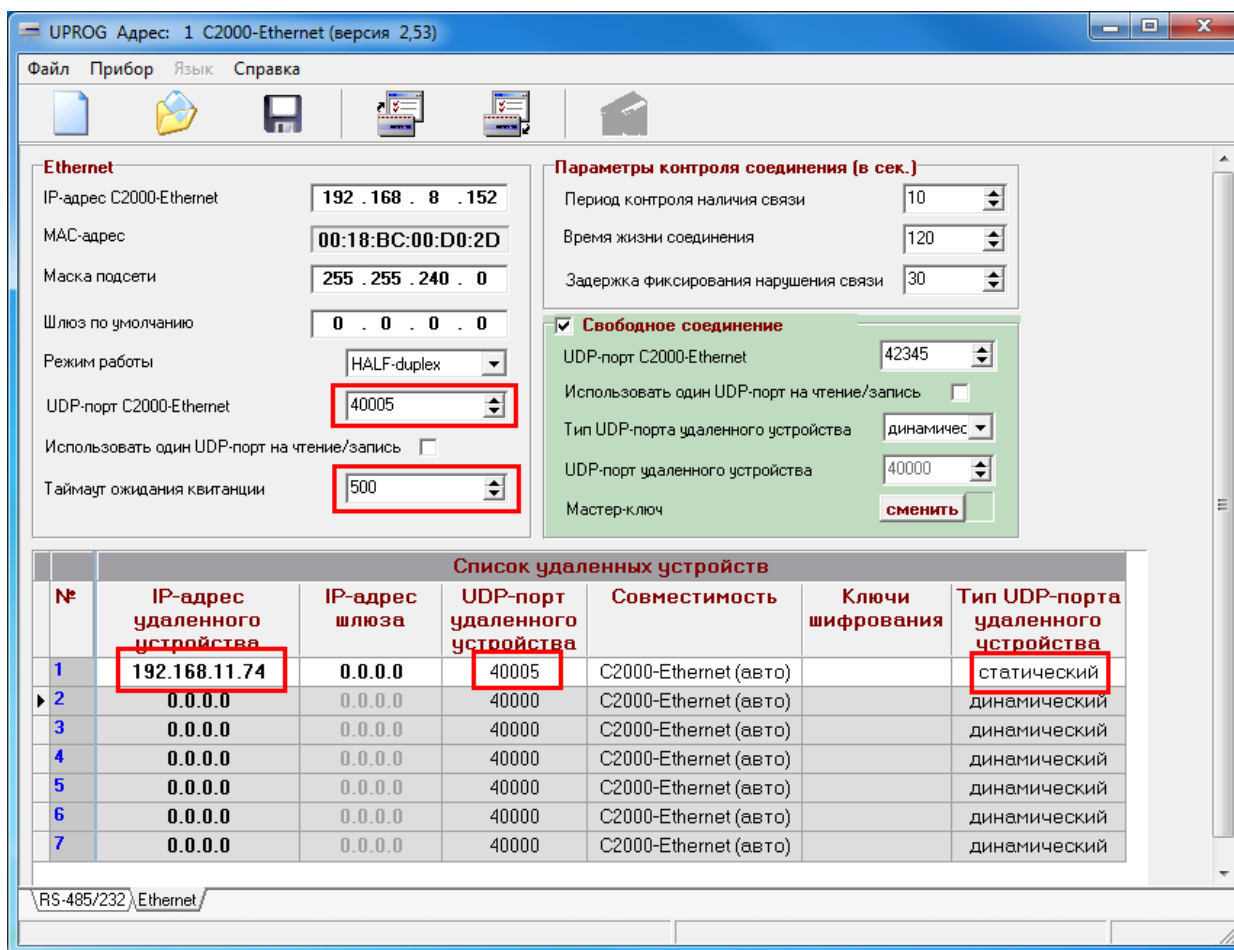 UPROG Адрес: 1 С2000-Ethernet (версия 2,53)
Файл Прибор Язык Справка
Ethernet
IP-адрес С2000-Ethernet 192 . 168 . 8 . 152
MAC-адрес 00:18:BC:00:D0:2D
Маска подсети 255 . 255 . 240 . 0
Шлюз по умолчанию 0 . 0 . 0 . 0
Режим работы HALF-duplex
UDP-порт С2000-Ethernet 40005
Использовать один UDP-порт на чтение/запись
Таймаут ожидания квитанции 500
Параметры контроля соединения (в сек.)
Период контроля наличия связи 10
Время жизни соединения 120
Задержка фиксирования нарушения связи 30
Свободное соединение
UDP-порт С2000-Ethernet 42345
Использовать один UDP-порт на чтение/запись
Тип UDP-порта удаленного устройства динамичес
UDP-порт удаленного устройства 40000
Мастер-ключ сменить
Список удаленных устройств
№ IP-адрес удаленного устройства IP-адрес шлюза UDP-порт удаленного устройства Совместимость Ключи шифрования Тип UDP-порта удаленного устройства
1 192.168.11.74 0.0.0.0 40005 С2000-Ethernet (авто) статический
2 0.0.0.0 0.0.0.0 40000 С2000-Ethernet (авто) динамический
3 0.0.0.0 0.0.0.0 40000 С2000-Ethernet (авто) динамический
4 0.0.0.0 0.0.0.0 40000 С2000-Ethernet (авто) динамический
5 0.0.0.0 0.0.0.0 40000 С2000-Ethernet (авто) динамический
6 0.0.0.0 0.0.0.0 40000 С2000-Ethernet (авто) динамический
7 0.0.0.0 0.0.0.0 40000 С2000-Ethernet (авто) динамический
RS-485/232 Ethernet